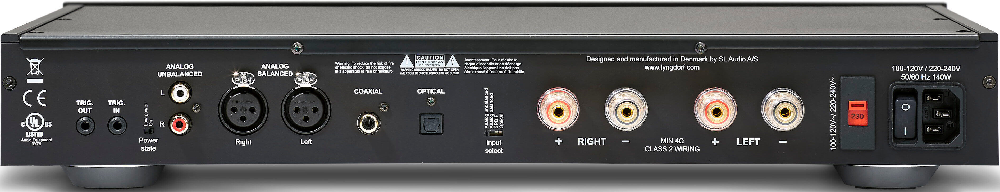 CE
C UL US
LISTED
Audio Equipment
3YZ9
TRIG.
OUT
TRIG.
IN
Low power
On
Power
state
ANALOG
UNBALANCED
L
R
ANALOG
BALANCED
PUSH
PUSH
NEUTRIK
NEUTRIK
Right
Left
Warning. To reduce the risk of fire
or electric shock, do not expose
this apparatus to rain or moisture
CAUTION
RISK OF ELECTRIC SHOCK
DO NOT OPEN
WARNING: SHOCK HAZARD - DO NOT OPEN
AVIS:RISQUE DE CHOC ELECTRIQUE-NE PAS OUVRIR
Avertissement: Pour réduire le
risque d'incendie et de décharge
électrique l'appareil ne doit pas
être exposé à l'eau ou à l'humidité
COAXIAL
OPTICAL
Analog unbalanced
Analog balanced
SPDIF
Optical
Input
select
Designed and manufactured in Denmark by SL Audio A/S
www.lyngdorf.com
+ RIGHT −
MIN 4Ω
CLASS 2 WIRING
+ LEFT −
100-120V~/ 220-240V~
230
100-120V / 220-240V
50/60 Hz 140W
O
I
DC11